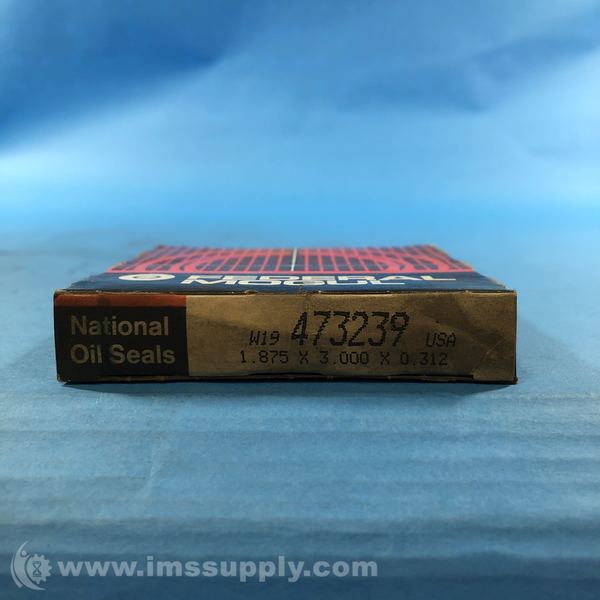 FEDERAL
MOGUL
National
Oil Seals
W19 473239 USA
1.875 X 3.000 X 0.312
www.imssupply.com